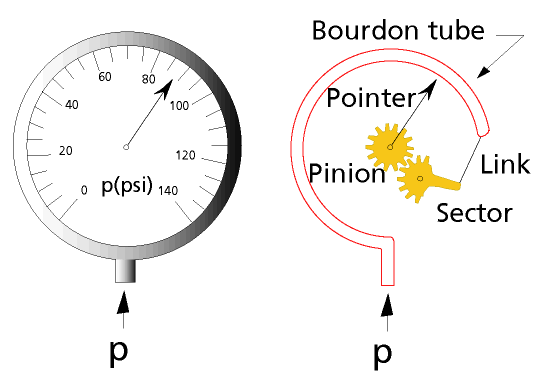 Bourdon tube
60
80
40
100
Pointer
20
120
Pinion
Link
0
p(psi)
140
Sector
p
p